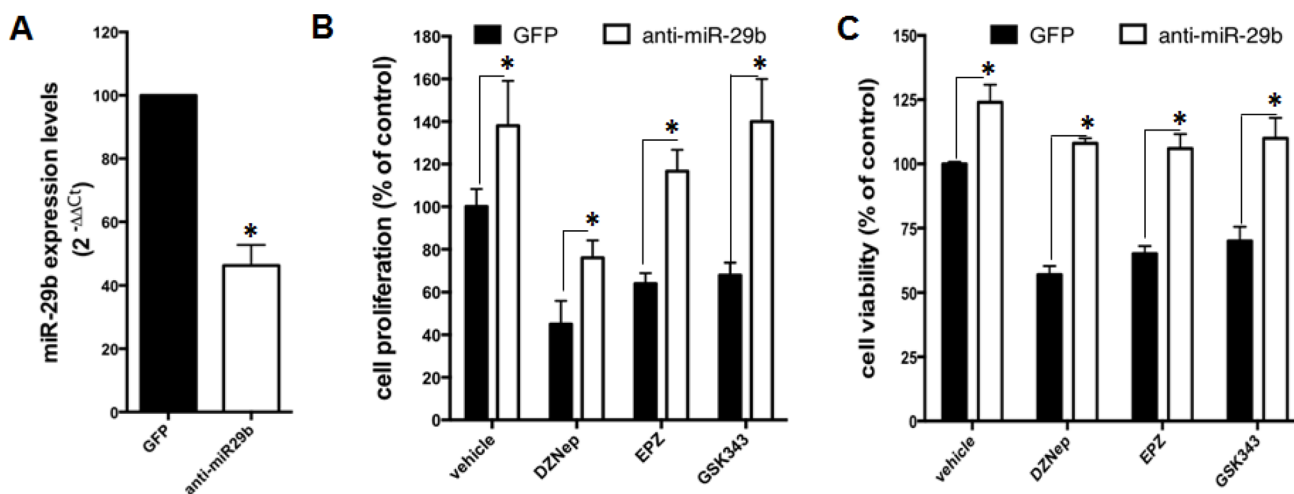 A
miR-29b expression levels
(2 -ΔΔCt)
120
100
80
60
40
20
0
*
GFP
anti-miR29b
B
GFP
anti-miR-29b
cell proliferation (% of control)
180
160
140
120
100
80
60
40
20
0
*
*
*
*
vehicle
DZNep
EPZ
GSK343
C
GFP
anti-miR-29b
cell viability (% of control)
150
125
100
75
50
25
0
*
*
*
*
vehicle
DZNep
EPZ
GSK343